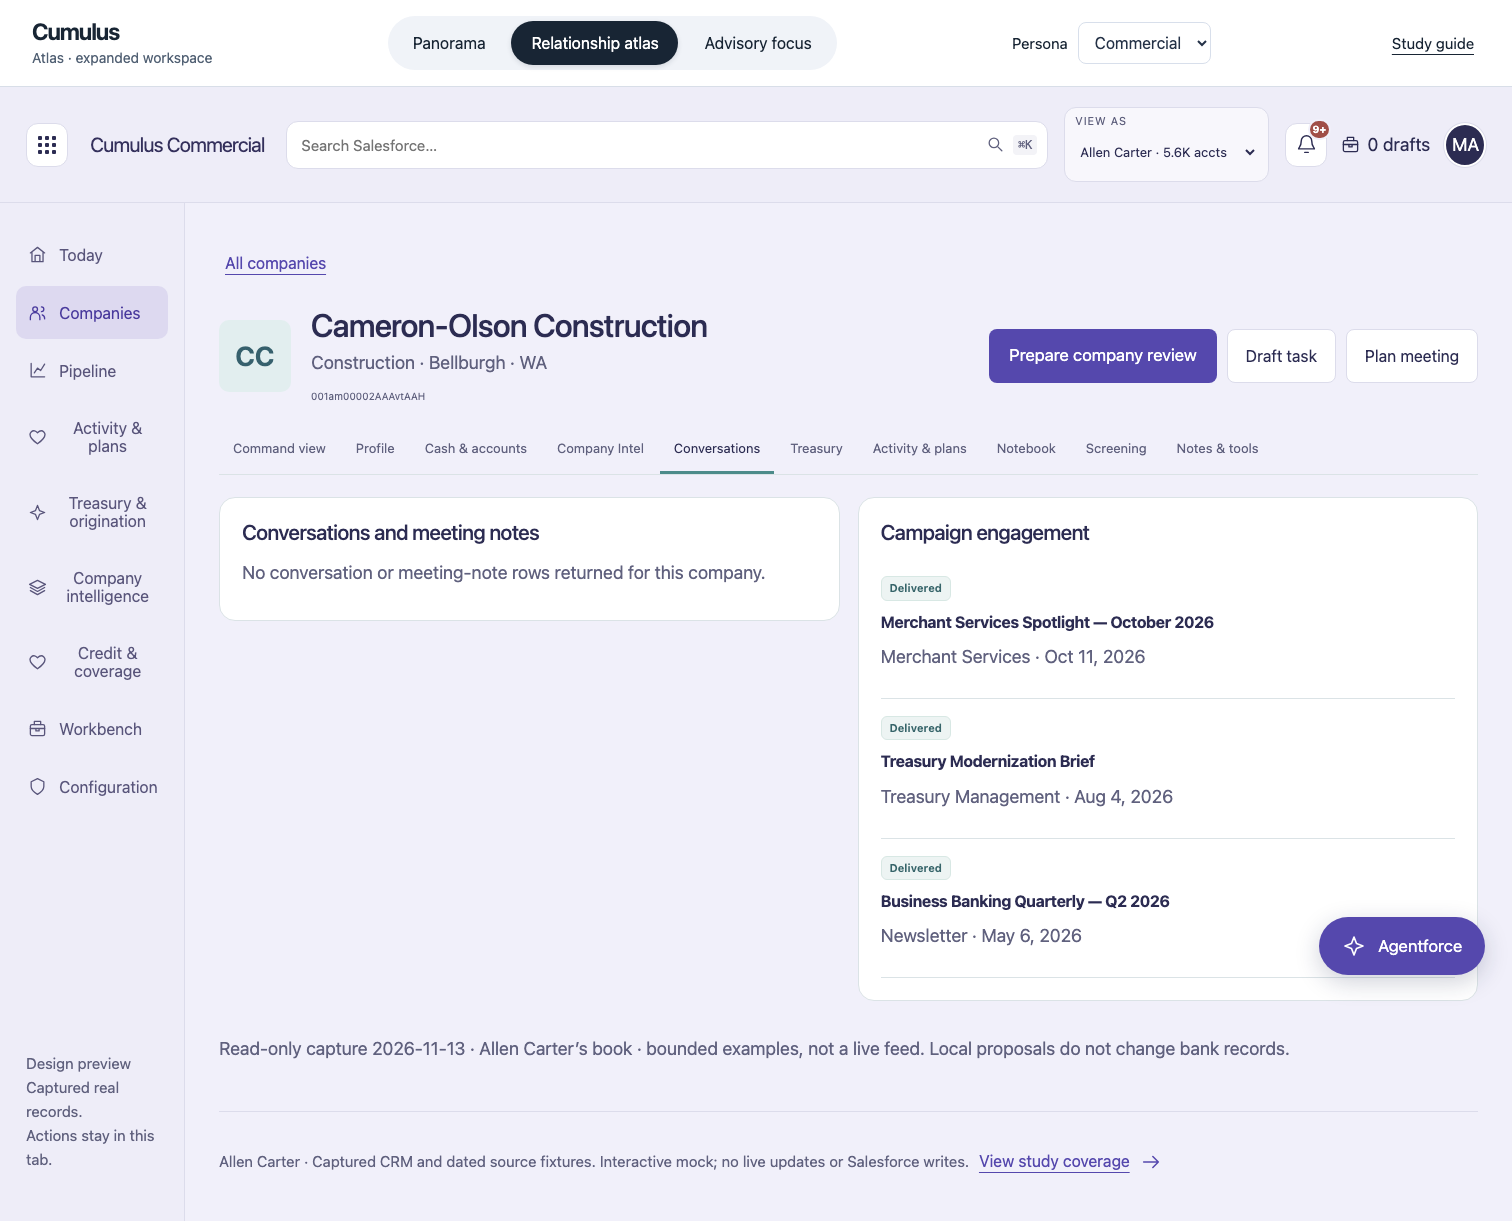 Cumulus
Atlas · expanded workspace
Panorama
Relationship atlas
Advisory focus
Persona
Commercial
Study guide
Cumulus Commercial
Search Salesforce...
⌘K
VIEW AS
Allen Carter · 5.6K accts
9+
0 drafts
MA
Today
Companies
Pipeline
Activity &
plans
Treasury &
origination
Company
intelligence
Credit &
coverage
Workbench
Configuration
Design preview
Captured real
records.
Actions stay in this
tab.
All companies
CC
Cameron-Olson Construction
Construction · Bellburgh · WA
001am00002AAAvtAAH
Prepare company review
Draft task
Plan meeting
Command view
Profile
Cash & accounts
Company Intel
Conversations
Treasury
Activity & plans
Notebook
Screening
Notes & tools
Conversations and meeting notes
No conversation or meeting-note rows returned for this company.
Campaign engagement
Delivered
Merchant Services Spotlight — October 2026
Merchant Services · Oct 11, 2026
Delivered
Treasury Modernization Brief
Treasury Management · Aug 4, 2026
Delivered
Business Banking Quarterly — Q2 2026
Newsletter · May 6, 2026
Agentforce
Read-only capture 2026-11-13 · Allen Carter’s book · bounded examples, not a live feed. Local proposals do not change bank records.
Allen Carter · Captured CRM and dated source fixtures. Interactive mock; no live updates or Salesforce writes.
View study coverage →